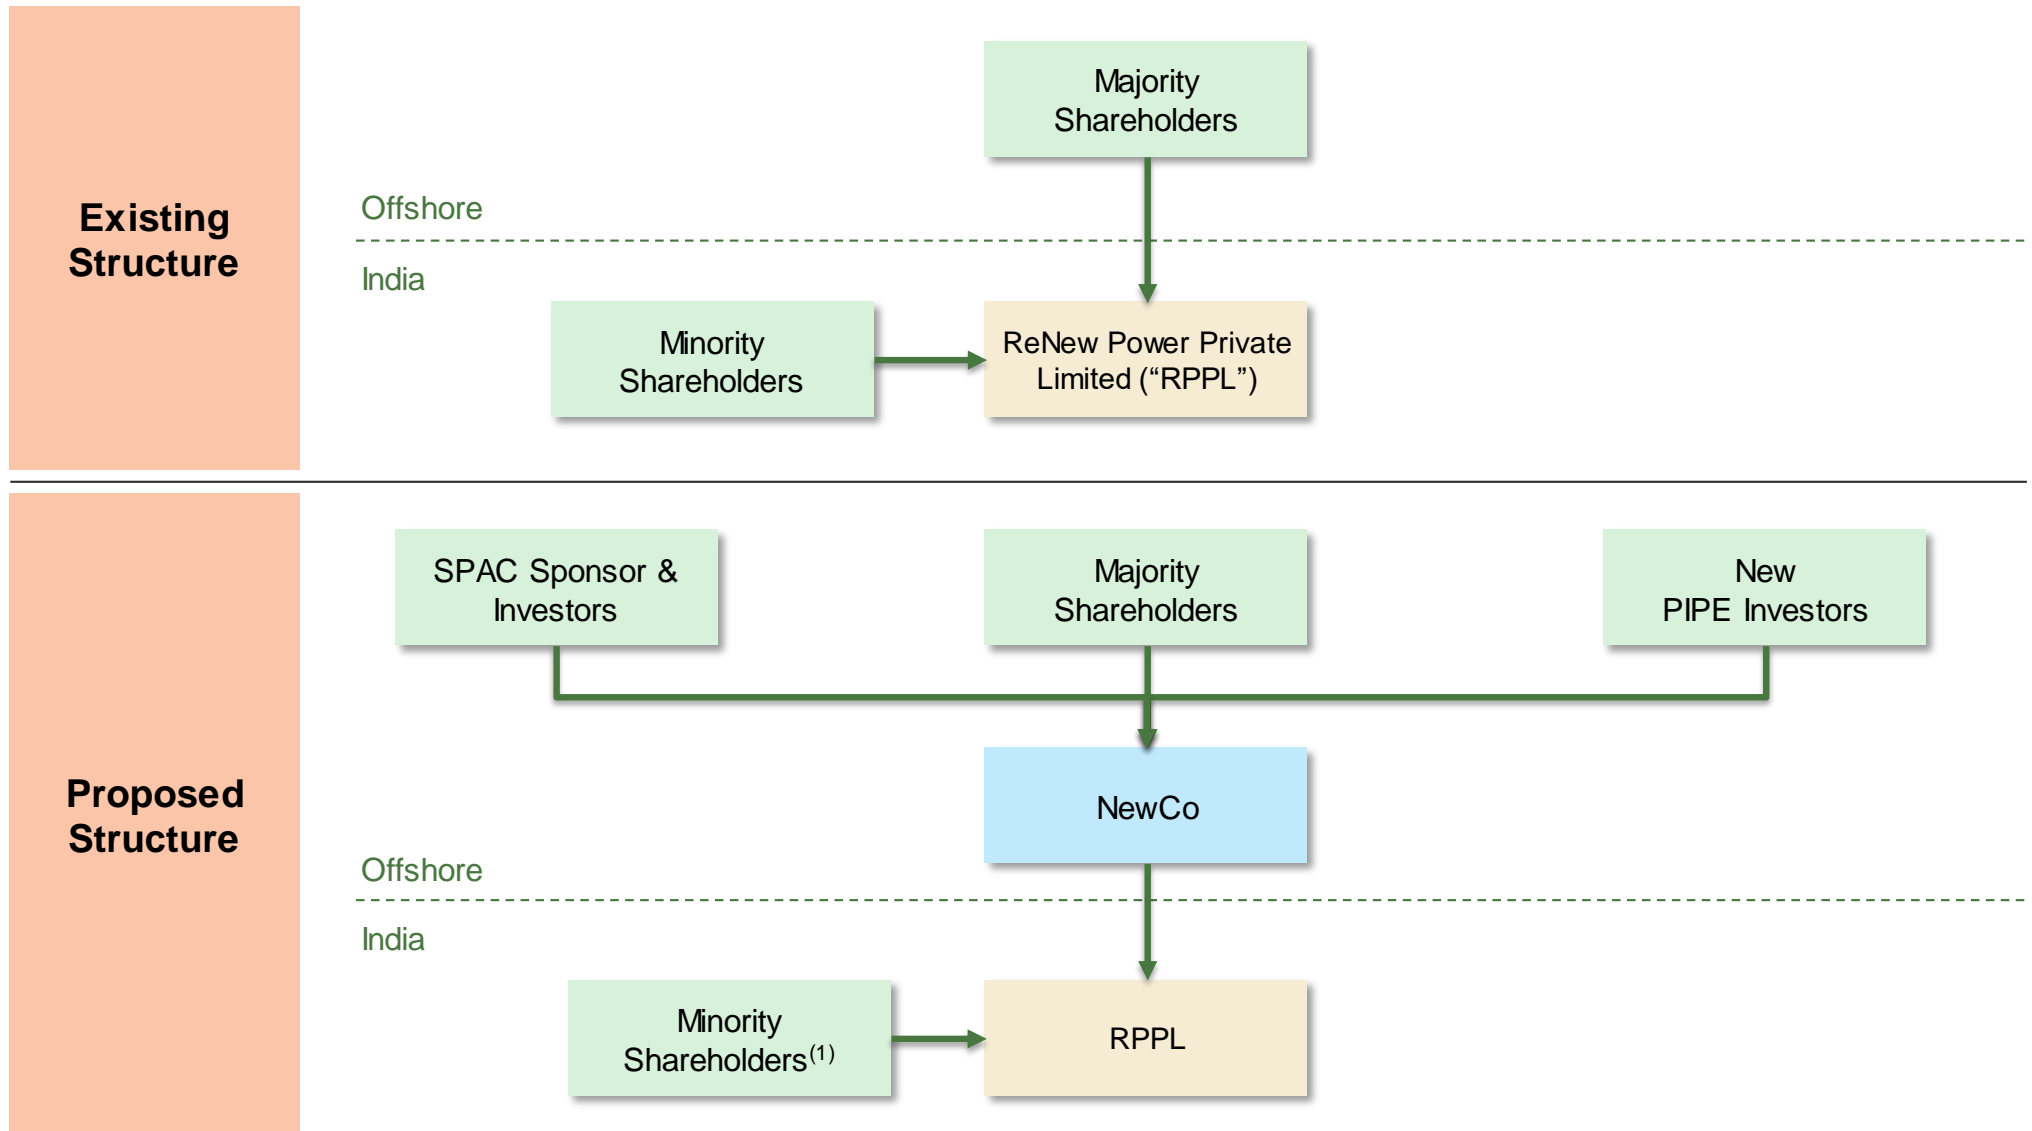 Existing
Structure
Majority
Shareholders
Offshore
India
Minority
Shareholders
ReNew Power Private
Limited (“RPPL”)
Proposed
Structure
SPAC Sponsor &
Investors
Majority
Shareholders
New
PIPE Investors
NewCo
Offshore
India
Minority
Shareholders(1)
RPPL